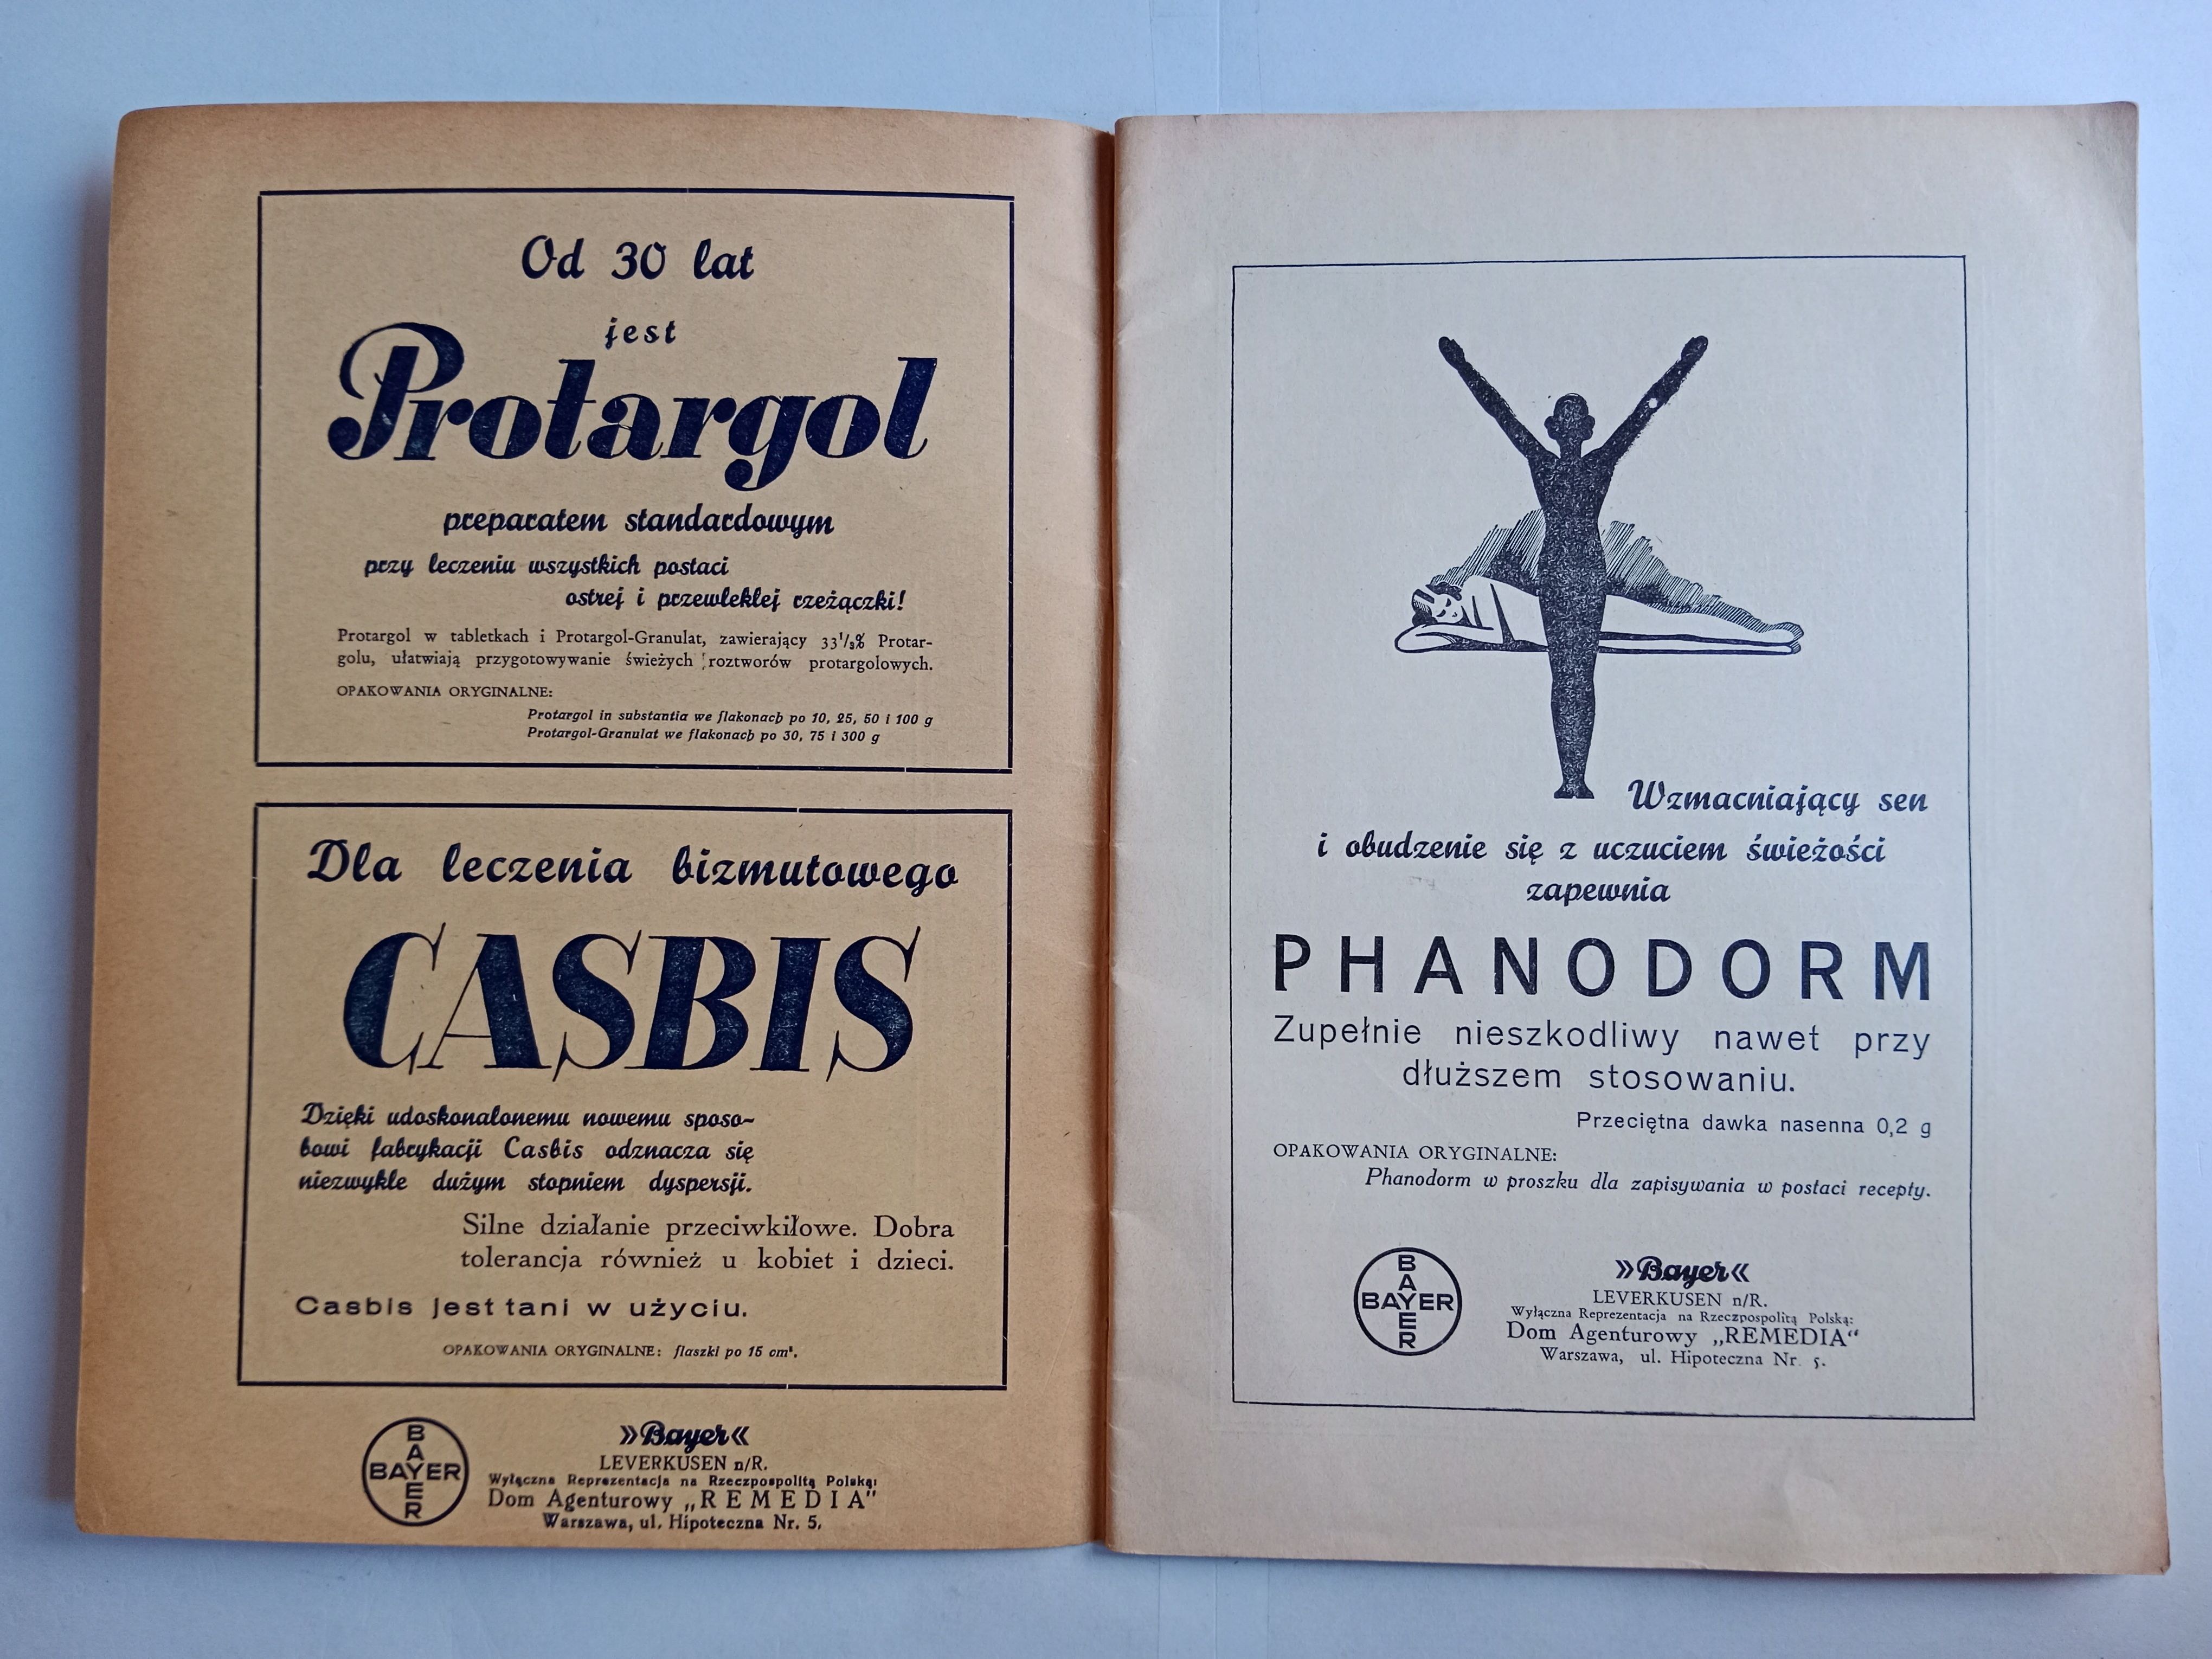 Od 30 lat
jest
Protargol
preparatem standardowym
przy leczeniu wszystkich postaci
ostrej i przewlekłej rzeżączki!
Protargol w tabletkach i Protargol-Granulat, zawierający 33⅓% Protar-
golu, ułatwiają przygotowywanie świeżych roztworów protargolowych.
OPAKOWANIA ORYGINALNE:
Protargol in substantia we flakonach po 10, 25, 50 i 100 g
Protargol-Granulat we flakonach po 30, 75 i 300 g
Dla leczenia bizmutowego
CASBIS
Dzięki udoskonalonemu nowemu sposo-
bowi fabrykacji Casbis odznacza się
niezwykle dużym stopniem dyspersji.
Silne działanie przeciwkiłowe. Dobra
tolerancja również u kobiet i dzieci.
Casbis jest tani w użyciu.
OPAKOWANIA ORYGINALNE: flaszki po 15 cm³.
BAYER
BAYER
»Bayer«
LEVERKUSEN n/R.
Wyłączna Reprezentacja na Rzeczpospolitą Polską:
Dom Agenturowy „REMEDIA"
Warszawa, ul. Hipoteczna Nr. 5.
Wzmacniający sen
i obudzenie się z uczuciem świeżości
zapewnia
PHANODORM
Zupełnie nieszkodliwy nawet przy
dłuższem stosowaniu.
Przeciętna dawka nasenna 0,2 g
OPAKOWANIA ORYGINALNE:
Phanodorm w proszku dla zapisywania w postaci recepty.
BAYER
BAYER
»Bayer«
LEVERKUSEN n/R.
Wyłączna Reprezentacja na Rzeczpospolitą Polską:
Dom Agenturowy „REMEDIA“
Warszawa, ul. Hipoteczna Nr. 5.